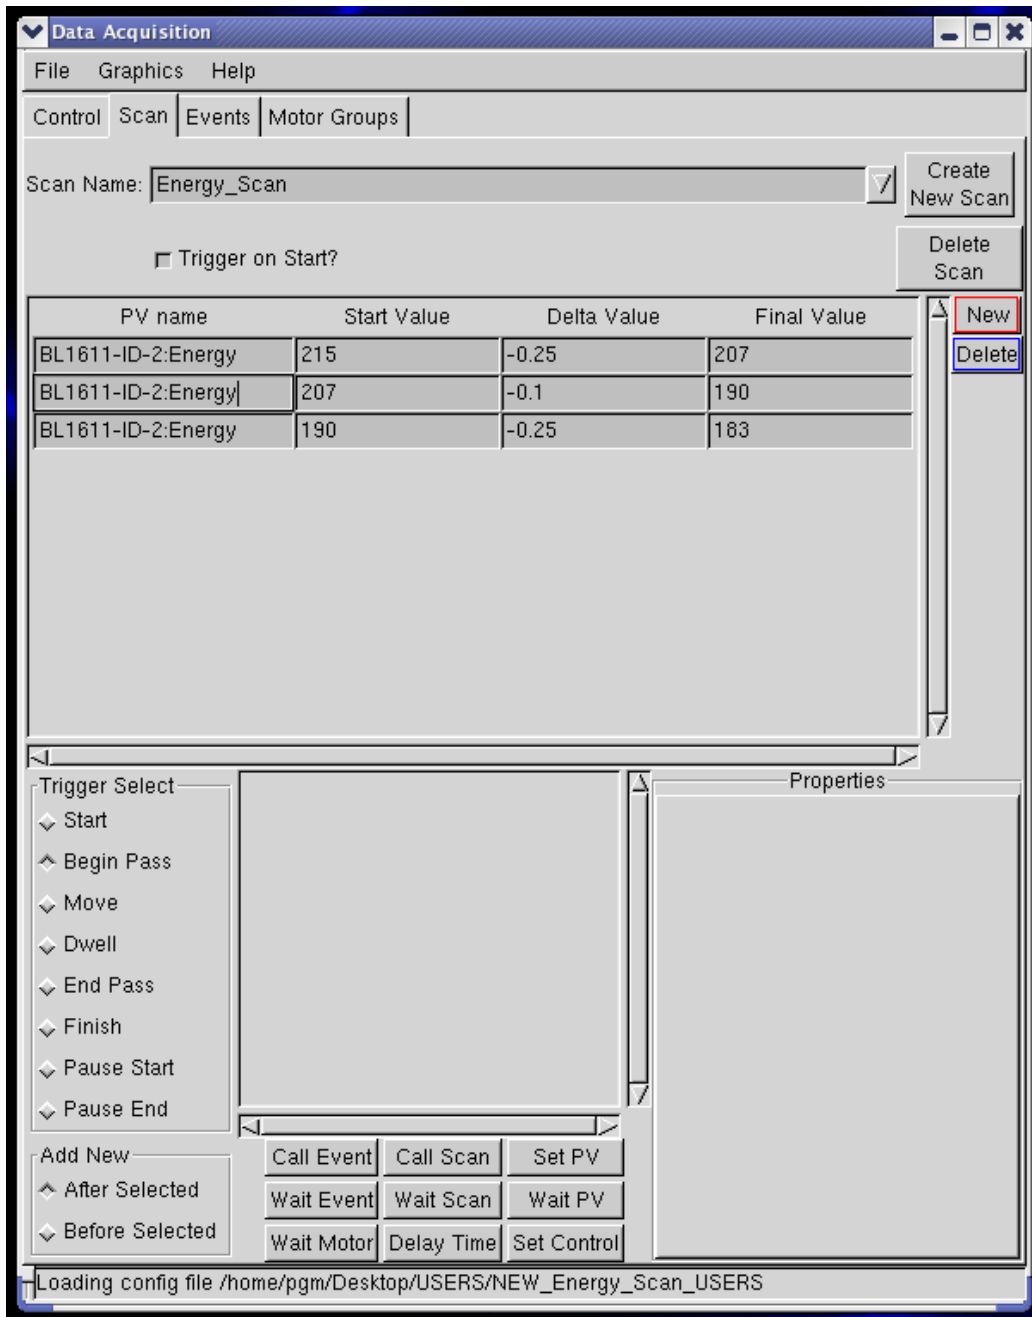 Data Acquisition
File Graphics Help
Control Scan Events Motor Groups
Scan Name: Energy_Scan
Create New Scan
Trigger on Start?
Delete Scan
PV name Start Value Delta Value Final Value
New
BL1611-ID-2:Energy 215 -0.25 207
Delete
BL1611-ID-2:Energy 207 -0.1 190
BL1611-ID-2:Energy 190 -0.25 183
Trigger Select
Start
Begin Pass
Move
Dwell
End Pass
Finish
Pause Start
Pause End
Properties
Add New
After Selected
Before Selected
Call Event Call Scan Set PV
Wait Event Wait Scan Wait PV
Wait Motor Delay Time Set Control
Loading config file /home/pgm/Desktop/USERS/NEW_Energy_Scan_USERS